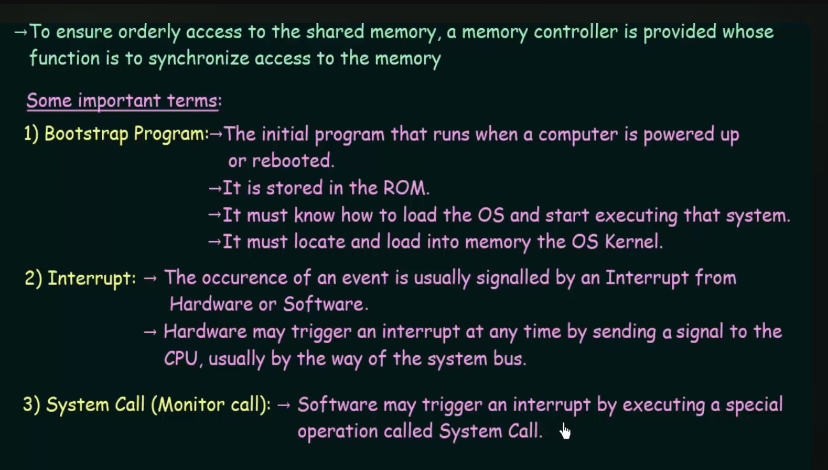 →To ensure orderly access to the shared memory, a memory controller is provided whose
function is to synchronize access to the memory
Some important terms:
1) Bootstrap Program:→The initial program that runs when a computer is powered up
or rebooted.
→It is stored in the ROM.
→It must know how to load the OS and start executing that system.
→It must locate and load into memory the OS Kernel.
2) Interrupt: → The occurence of an event is usually signalled by an Interrupt from
Hardware or Software.
→ Hardware may trigger an interrupt at any time by sending a signal to the
CPU, usually by the way of the system bus.
3) System Call (Monitor call): → Software may trigger an interrupt by executing a special
operation called System Call.